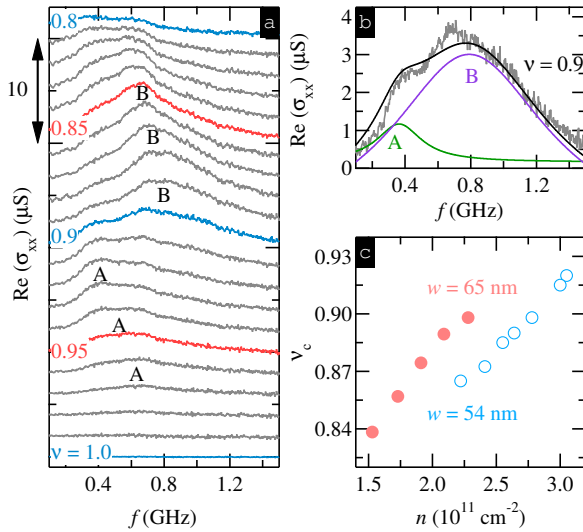 a
0.8
10
0.85
B
B
B
0.9
A
A
0.95
A
ν = 1.0
Re (σxx) (μS)
0.4 0.8 1.2
f (GHz)
b
4
3
2
1
0
ν = 0.9
B
A
Re (σxx) (μS)
0.4 0.8 1.2
f (GHz)
c
0.93
0.90
0.87
0.84
νc
w = 65 nm
w = 54 nm
1.5 2.0 2.5 3.0
n (10¹¹ cm⁻²)